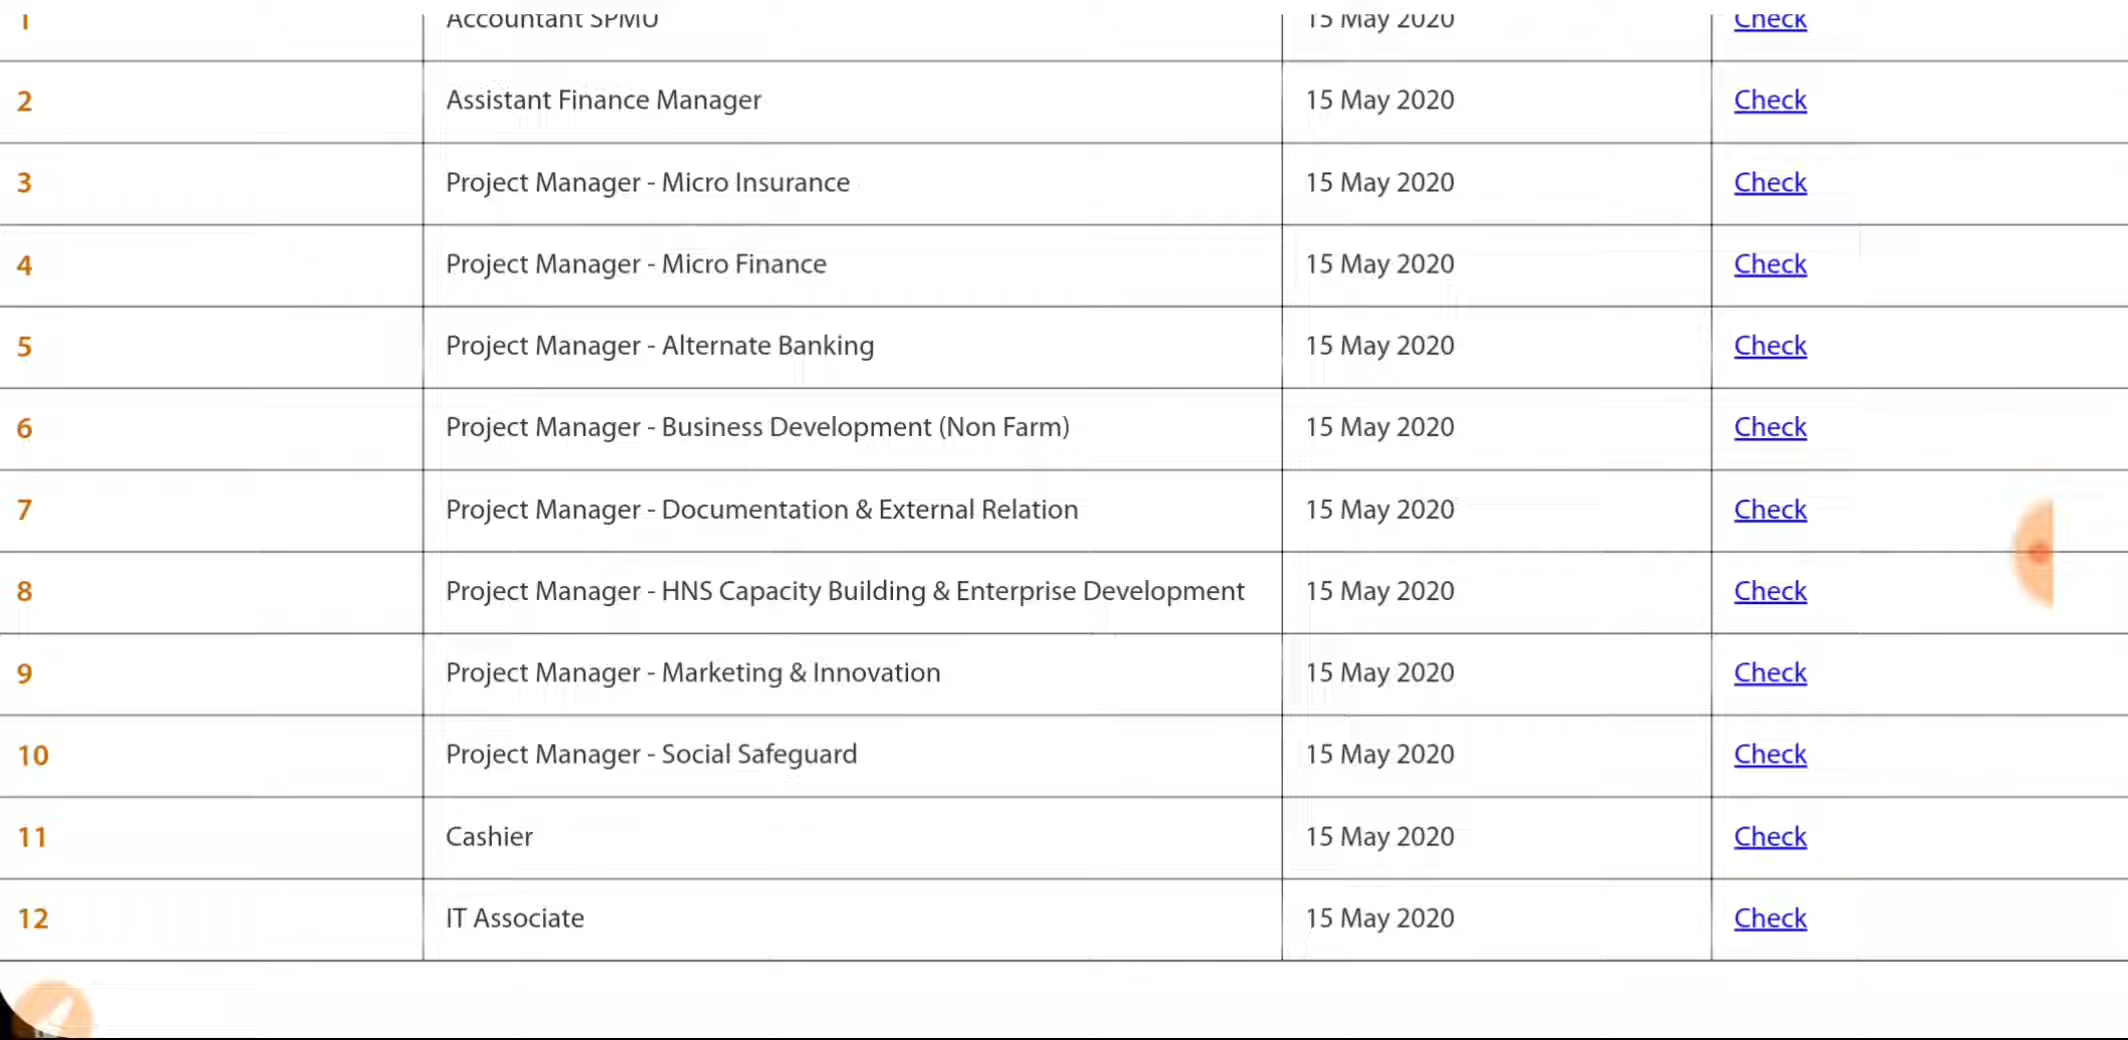 1 Accountant SPMU 15 May 2020 Check
2 Assistant Finance Manager 15 May 2020 Check
3 Project Manager - Micro Insurance 15 May 2020 Check
4 Project Manager - Micro Finance 15 May 2020 Check
5 Project Manager - Alternate Banking 15 May 2020 Check
6 Project Manager - Business Development (Non Farm) 15 May 2020 Check
7 Project Manager - Documentation & External Relation 15 May 2020 Check
8 Project Manager - HNS Capacity Building & Enterprise Development 15 May 2020 Check
9 Project Manager - Marketing & Innovation 15 May 2020 Check
10 Project Manager - Social Safeguard 15 May 2020 Check
11 Cashier 15 May 2020 Check
12 IT Associate 15 May 2020 Check